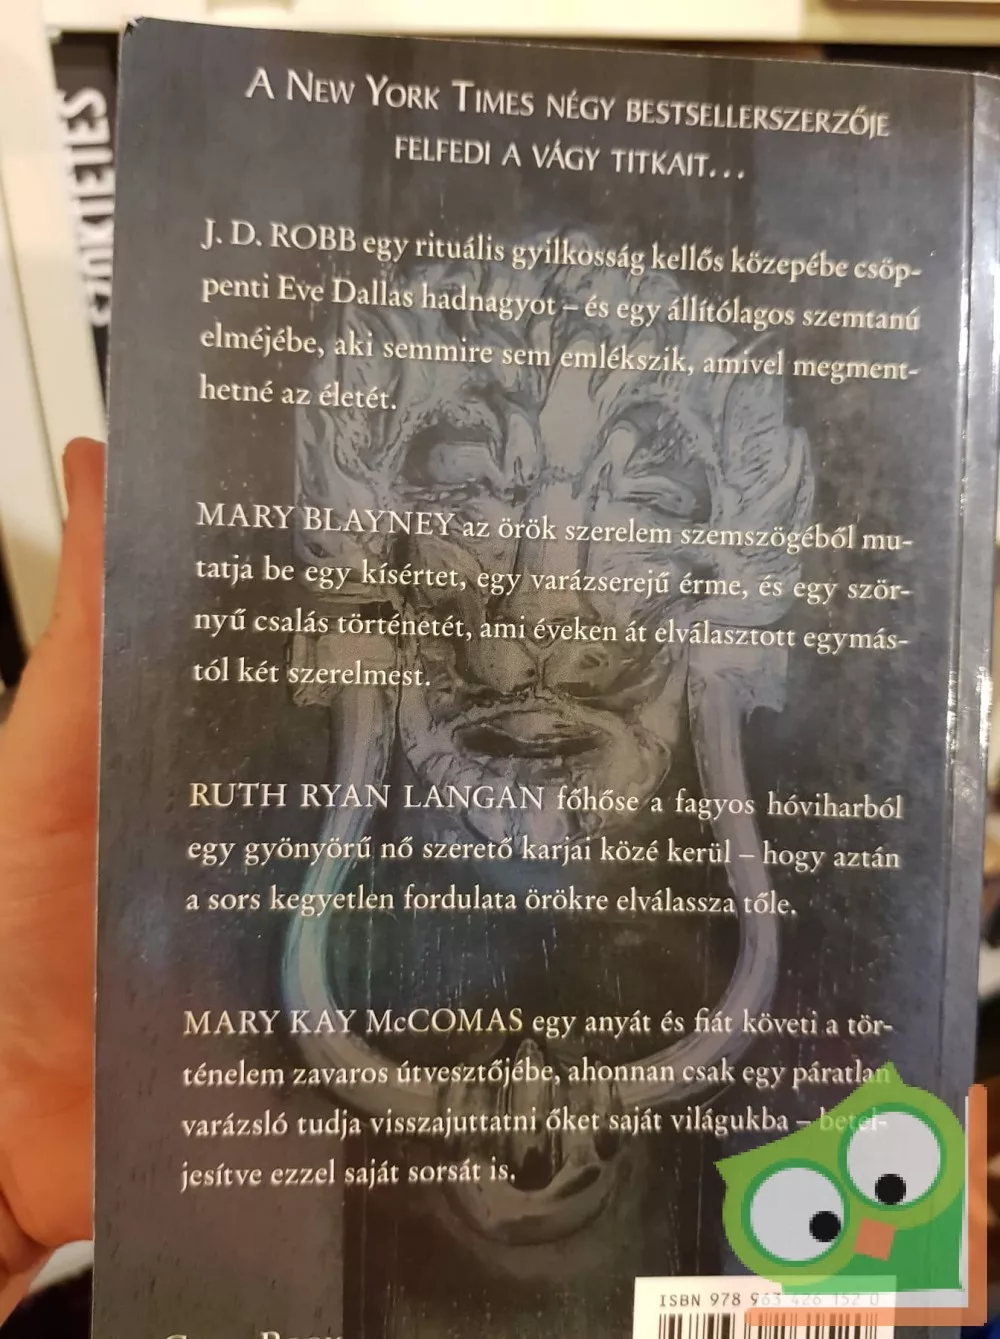 A NEW YORK TIMES NÉGY BESTSELLERSZERZŐJE
FELFEDI A VÁGY TITKAIT...
J. D. ROBB egy rituális gyilkosság kellős közepébe csöp-
penti Eve Dallas hadnagyot – és egy állítólagos szemtanú
elméjébe, aki semmire sem emlékszik, amivel megment-
hetné az életét.
MARY BLAYNEY az örök szerelem szemszögéből mu-
tatja be egy kísértet, egy varázserejű érme, és egy ször-
nyű csalás történetét, ami éveken át elválasztott egymás-
tól két szerelmest.
RUTH RYAN LANGAN főhőse a fagyos hóviharból
egy gyönyörű nő szerető karjai közé kerül – hogy aztán
a sors kegyetlen fordulata örökre elválassza tőle.
MARY KAY McCOMAS egy anyát és fiát követi a tör-
ténelem zavaros útvesztőjébe, ahonnan csak egy páratlan
varázsló tudja visszajuttatni őket saját világukba – betel-
jesítve ezzel saját sorsát is.
ISBN 978 963 426 152 0